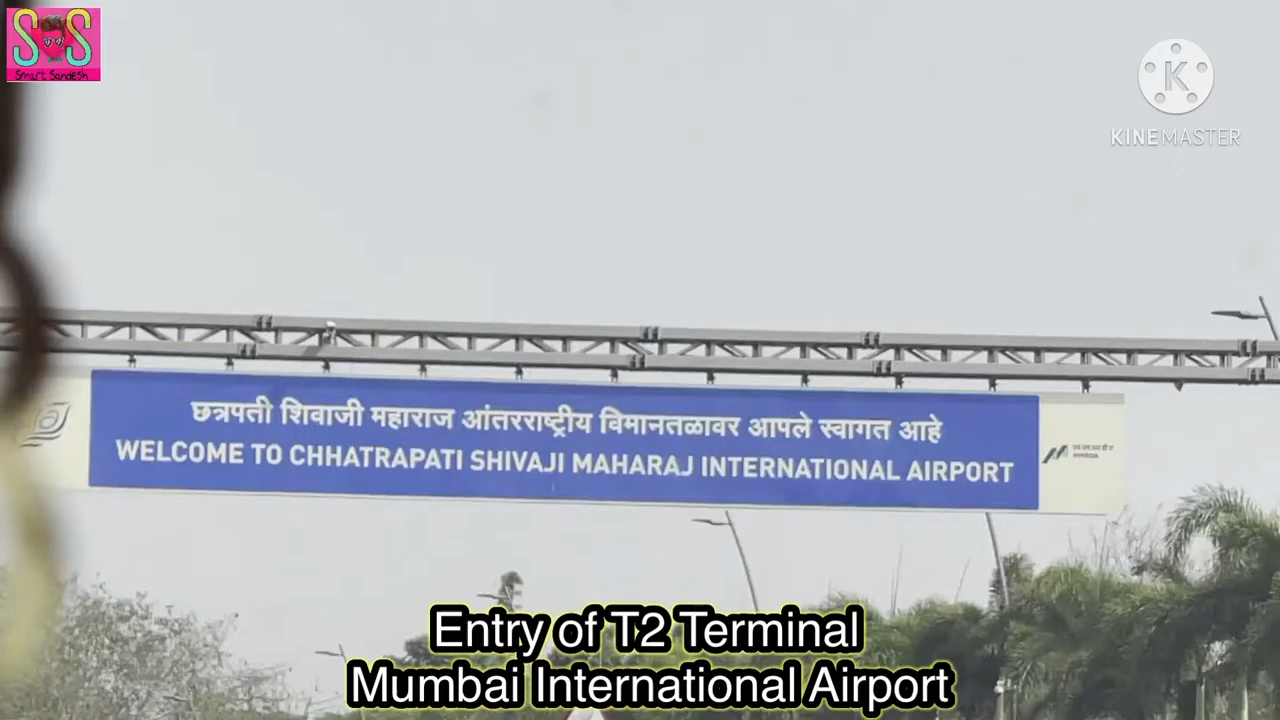 SS
Smart Sandesh
K
KINEMASTER
छत्रपती शिवाजी महाराज आंतरराष्ट्रीय विमानतळावर आपले स्वागत आहे
WELCOME TO CHHATRAPATI SHIVAJI MAHARAJ INTERNATIONAL AIRPORT
Entry of T2 Terminal
Mumbai International Airport